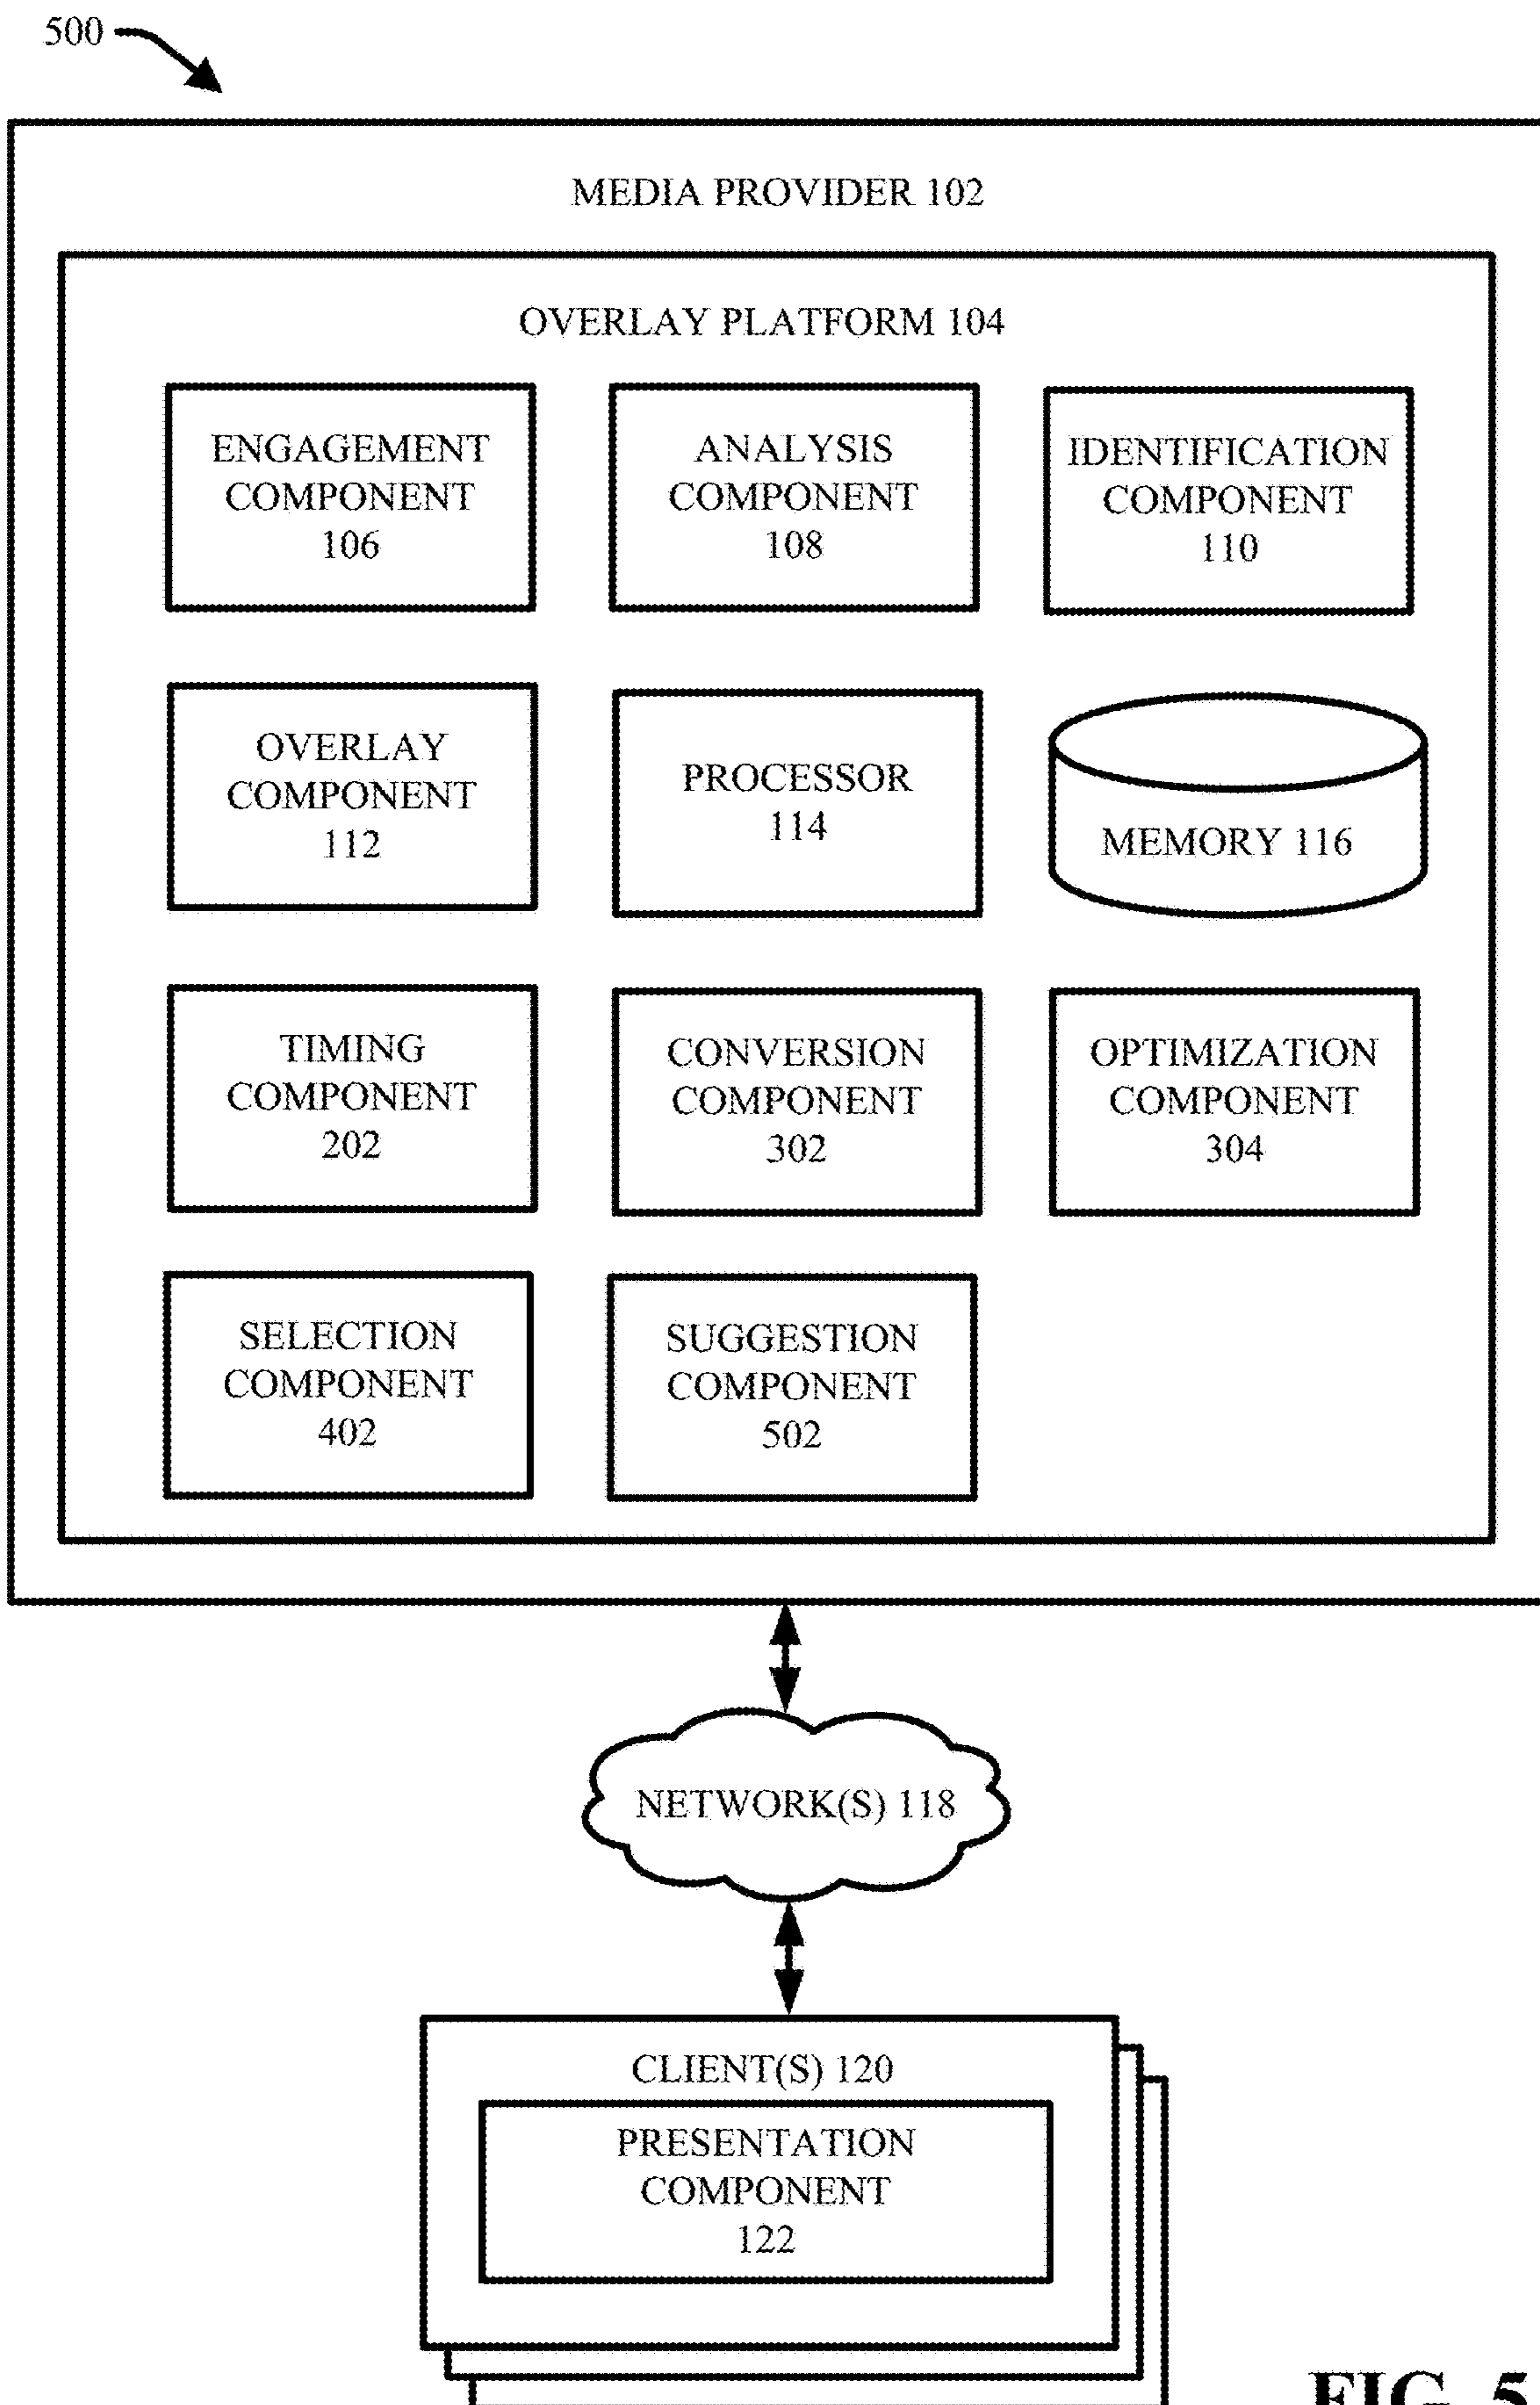 500
MEDIA PROVIDER 102
OVERLAY PLATFORM 104
ENGAGEMENT
COMPONENT
106
ANALYSIS
COMPONENT
108
IDENTIFICATION
COMPONENT
110
OVERLAY
COMPONENT
112
PROCESSOR
114
MEMORY 116
TIMING
COMPONENT
202
CONVERSION
COMPONENT
302
OPTIMIZATION
COMPONENT
304
SELECTION
COMPONENT
402
SUGGESTION
COMPONENT
502
NETWORK(S) 118
CLIENT(S) 120
PRESENTATION
COMPONENT
122
FIG. 5